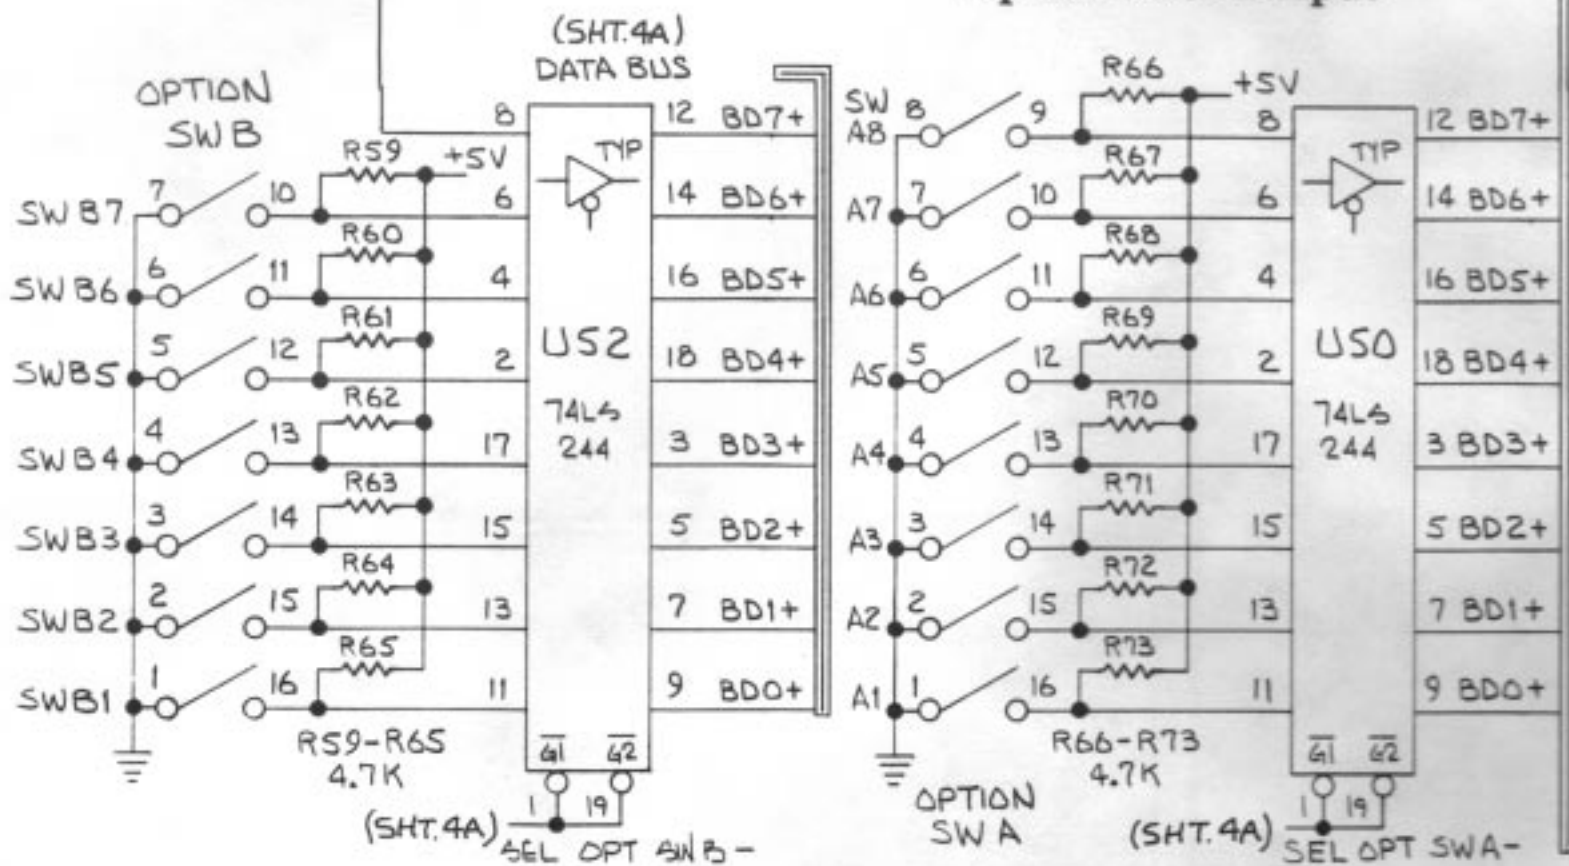 (SHT.4A)
DATA BUS
OPTION
SW B
8
12 BD7+
R59
+5V
TYP
SW B7
7
10
6
14 BD6+
R60
SW B6
6
11
4
16 BD5+
R61
SWB5
5
12
2
U52
18 BD4+
R62
74LS
244
SWB4
4
13
17
3 BD3+
R63
SWB3
3
14
15
5 BD2+
R64
SWB2
2
15
13
7 BD1+
R65
SWB1
1
16
11
9 BD0+
R59-R65
4.7K
G1 G2
1 19
(SHT.4A)
SEL OPT SWB-
R66
+5V
SW
A8
8
9
8
12 BD7+
R67
TYP
A7
7
10
6
14 BD6+
R68
A6
6
11
4
16 BD5+
R69
A5
5
12
2
U50
18 BD4+
R70
74LS
244
A4
4
13
17
3 BD3+
R71
A3
3
14
15
5 BD2+
R72
A2
2
15
13
7 BD1+
R73
A1
1
16
11
9 BD0+
R66-R73
4.7K
G1 G2
OPTION
SW A
1 19
(SHT.4A)
SEL OPT SWA-